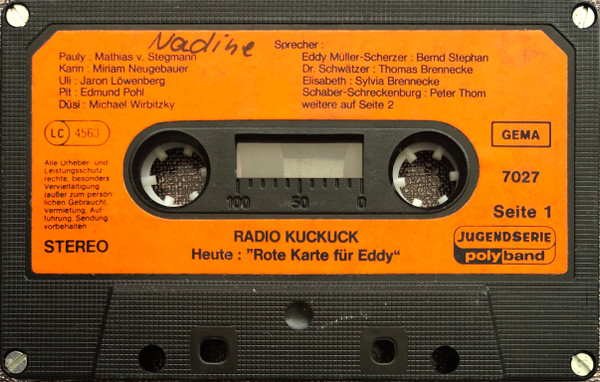 Nadine
Sprecher :
Pauly : Mathias v. Stegmann
Karin : Miriam Neugebauer
Uli : Jaron Löwenberg
Pit : Edmund Pohl
Düsi : Michael Wirbitzky
Eddy Müller-Scherzer : Bernd Stephan
Dr. Schwätzer : Thomas Brennecke
Elisabeth : Sylvia Brennecke
Schaber-Schreckenburg : Peter Thom
weitere auf Seite 2
LC 4563
GEMA
Alle Urheber- und
Leistungsschutz
rechte, besonders
Vervielfältigung
(außer zum persön-
lichen Gebrauch),
Vermietung, Auf
führung, Sendung,
vorbehalten
STEREO
7027
Seite 1
100 50 0
RADIO KUCKUCK
Heute : "Rote Karte für Eddy"
JUGENDSERIE
polyband